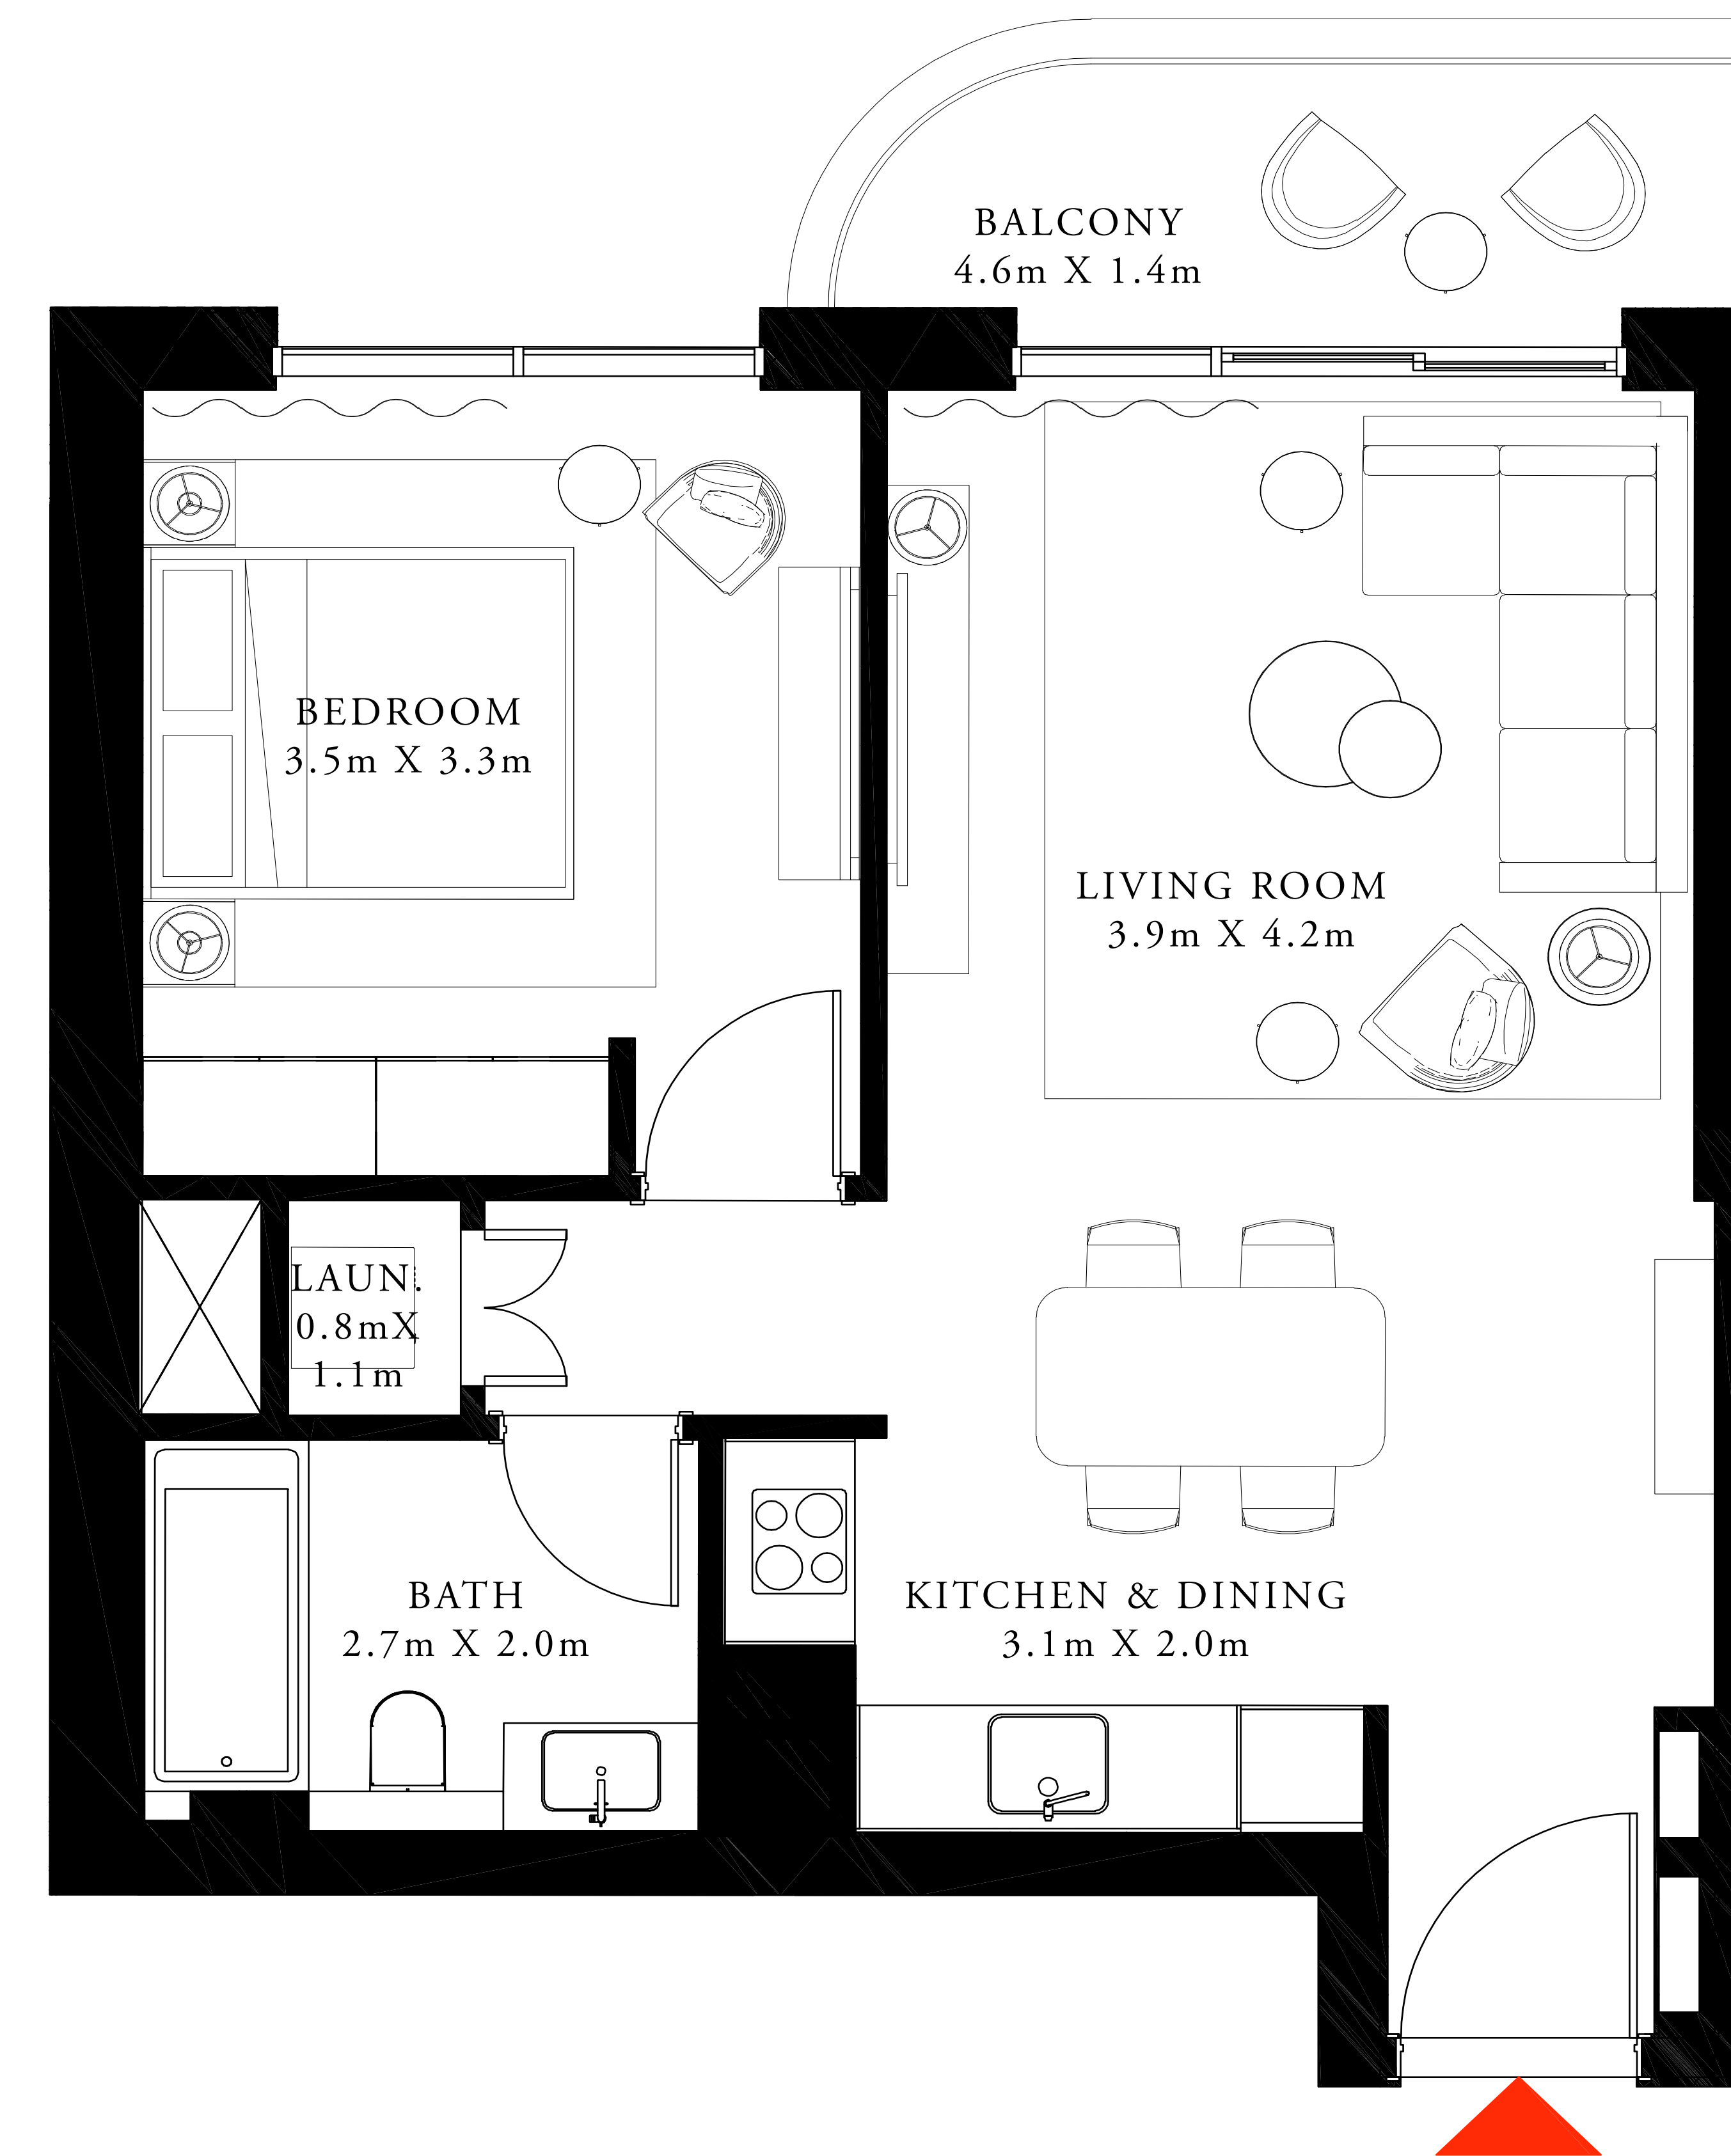 BALCONY
4.6m X 1.4m
BEDROOM
3.5m X 3.3m
LIVING ROOM
3.9m X 4.2m
LAUN.
0.8mX
1.1m
BATH
2.7m X 2.0m
KITCHEN & DINING
3.1m X 2.0m